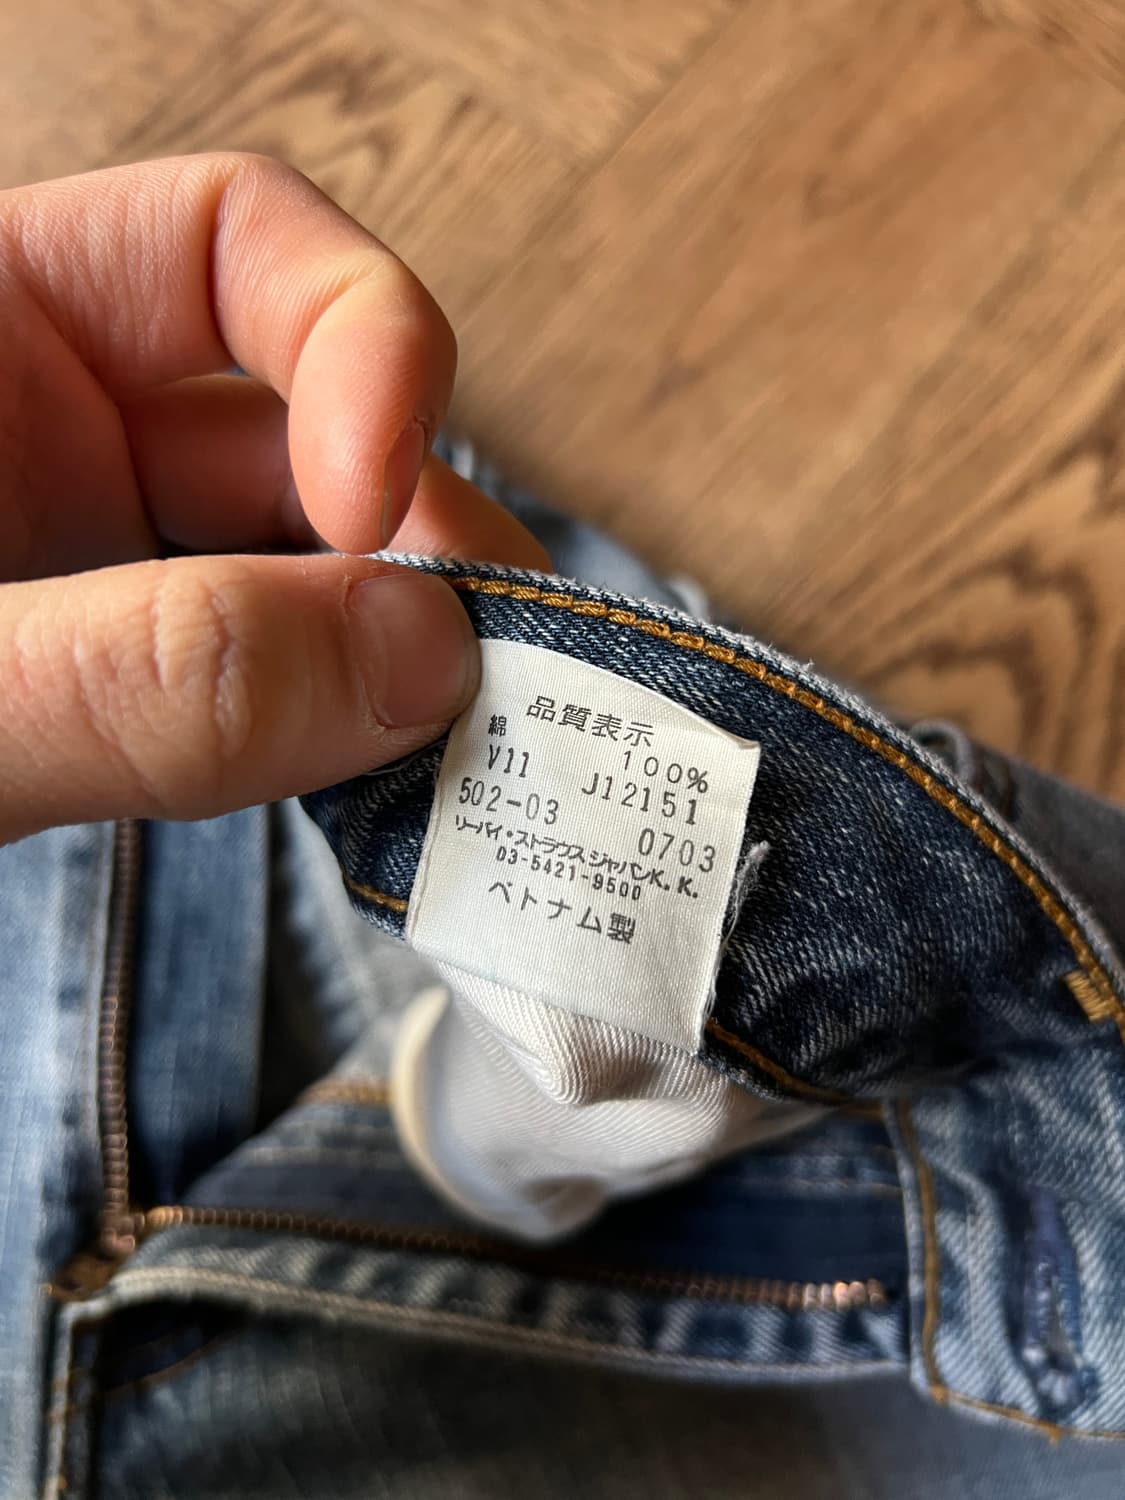 品質表示
綿 100%
V11 J12151
502-03 0703
リーバイ・ストラウスジャパンK.K.
03-5421-9500
ベトナム製